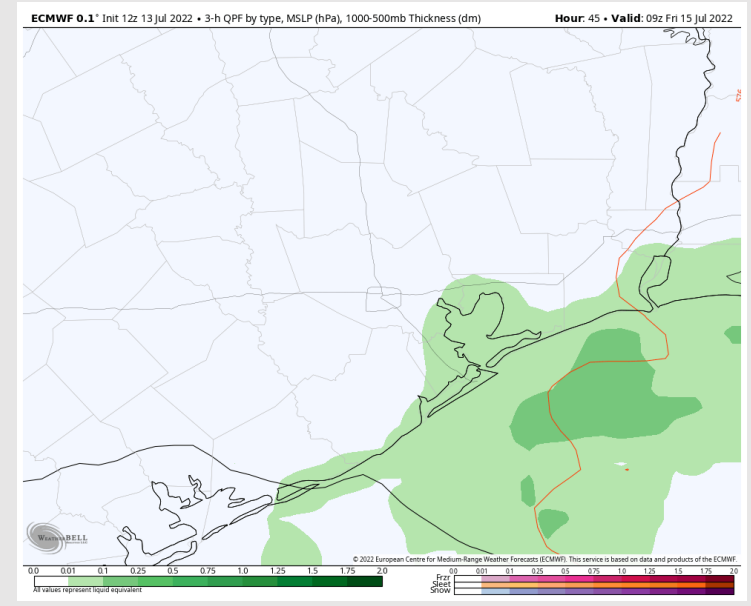 ECMWF 0.1° Init 12z 13 Jul 2022 • 3-h QPF by type, MSLP (hPa), 1000-500mb Thickness (dm)
Hour: 45 • Valid: 09z Fri 15 Jul 2022
576
WeatherBELL
© 2022 European Centre for Medium-Range Weather Forecasts (ECMWF). This service is based on data and products of the ECMWF.
0.0 0.01 0.1 0.25 0.5 0.75 1.0 1.25 1.5 1.75 2.0
All values represent liquid equivalent
0.0 0.01 0.1 0.25 0.5 0.75 1.0 1.25 1.5 1.75 2.0
Frzr
Sleet
Snow